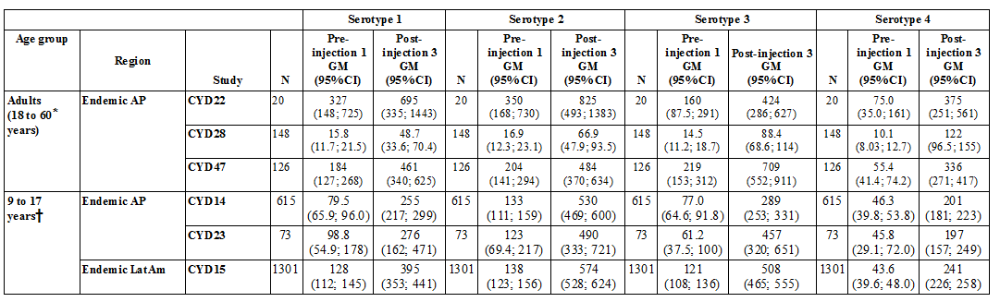 Serotype 1 Serotype 2 Serotype 3 Serotype 4
Age group Region Study N Pre-injection 1 GM (95%CI) Post-injection 3 GM (95%CI) N Pre-injection 1 GM (95%CI) Post-injection 3 GM (95%CI) N Pre-injection 1 GM (95%CI) Post-injection 3 GM (95%CI) N Pre-injection 1 GM (95%CI) Post-injection 3 GM (95%CI)
Adults Endemic AP CYD22 20 327 695 20 350 825 20 160 424 20 75.0 375
(18 to 60* (148; 725) (335; 1443) (168; 730) (493; 1383) (87.5; 291) (286; 627) (35.0; 161) (251; 561)
years) CYD28 148 15.8 48.7 148 16.9 66.9 148 14.5 88.4 148 10.1 122
(11.7; 21.5) (33.6; 70.4) (12.3; 23.1) (47.9; 93.5) (11.2; 18.7) (68.6; 114) (8.03; 12.7) (96.5; 155)
CYD47 126 184 461 126 204 484 126 219 709 126 55.4 336
(127; 268) (340; 625) (141; 294) (370; 634) (153; 312) (552; 911) (41.4; 74.2) (271; 417)
9 to 17 Endemic AP CYD14 615 79.5 255 615 133 530 615 77.0 289 615 46.3 201
years† (65.9; 96.0) (217; 299) (111; 159) (469; 600) (64.6; 91.8) (253; 331) (39.8; 53.8) (181; 223)
CYD23 73 98.8 276 73 123 490 73 61.2 457 73 45.8 197
(54.9; 178) (162; 471) (69.4; 217) (333; 721) (37.5; 100) (320; 651) (29.1; 72.0) (157; 249)
Endemic LatAm CYD15 1301 128 395 1301 138 574 1301 121 508 1301 43.6 241
(112; 145) (353; 441) (123; 156) (528; 624) (108; 136) (465; 555) (39.6; 48.0) (226; 258)